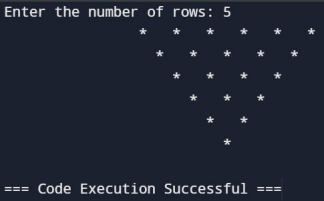 Enter the number of rows: 5
* * * * * *
* * * * *
* * * *
* * *
* *
*
=== Code Execution Successful ===